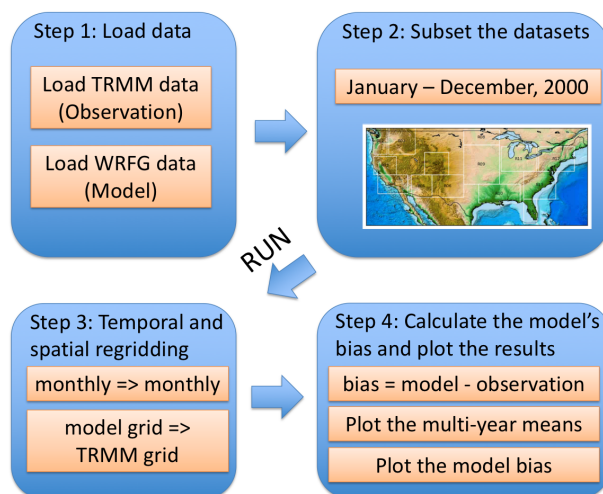 Step 1: Load data
Load TRMM data
(Observation)
Load WRFG data
(Model)
Step 2: Subset the datasets
January – December, 2000
RUN
Step 3: Temporal and
spatial regridding
monthly => monthly
model grid =>
TRMM grid
Step 4: Calculate the model’s
bias and plot the results
bias = model - observation
Plot the multi-year means
Plot the model bias